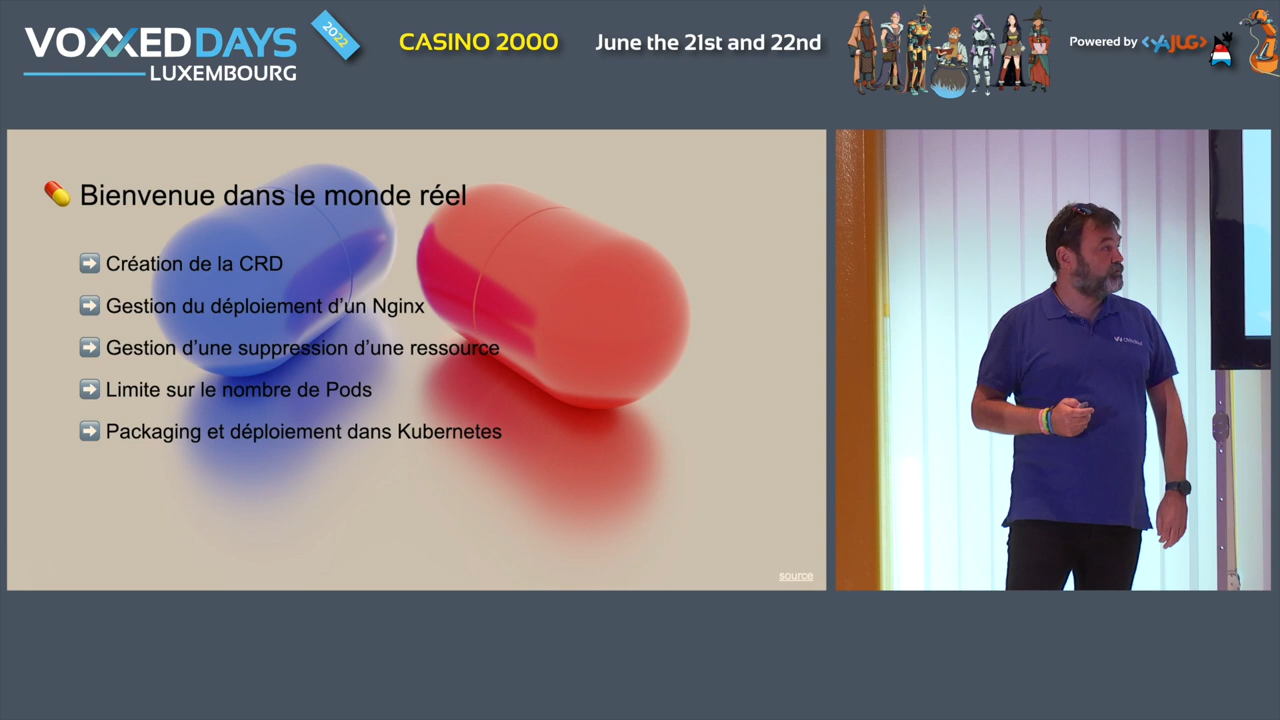 VOXXEDDAYS
LUXEMBOURG
2022
CASINO 2000
June the 21st and 22nd
Powered by <YAJUG>
Bienvenue dans le monde réel
Création de la CRD
Gestion du déploiement d'un Nginx
Gestion d'une suppression d'une ressource
Limite sur le nombre de Pods
Packaging et déploiement dans Kubernetes
source
OVHcloud